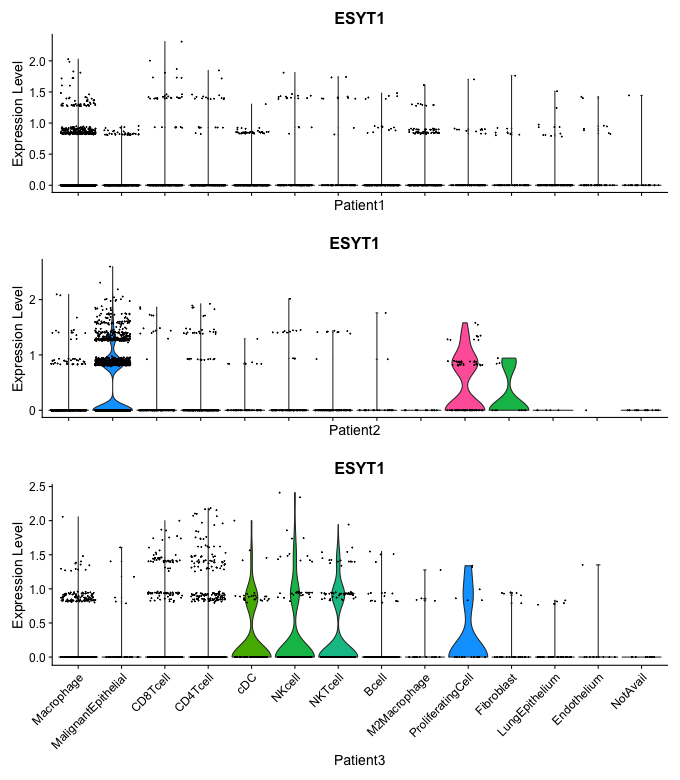 ESYT1
Expression Level
2.0
1.5
1.0
0.5
0.0
Patient1
ESYT1
Expression Level
2
1
0
Patient2
ESYT1
Expression Level
2.5
2.0
1.5
1.0
0.5
0.0
Macrophage
MalignantEpithelial
CD8Tcell
CD4Tcell
cDC
NKcell
NKTcell
Bcell
M2Macrophage
ProliferatingCell
Fibroblast
LungEpithelium
Endothelium
NotAvail
Patient3